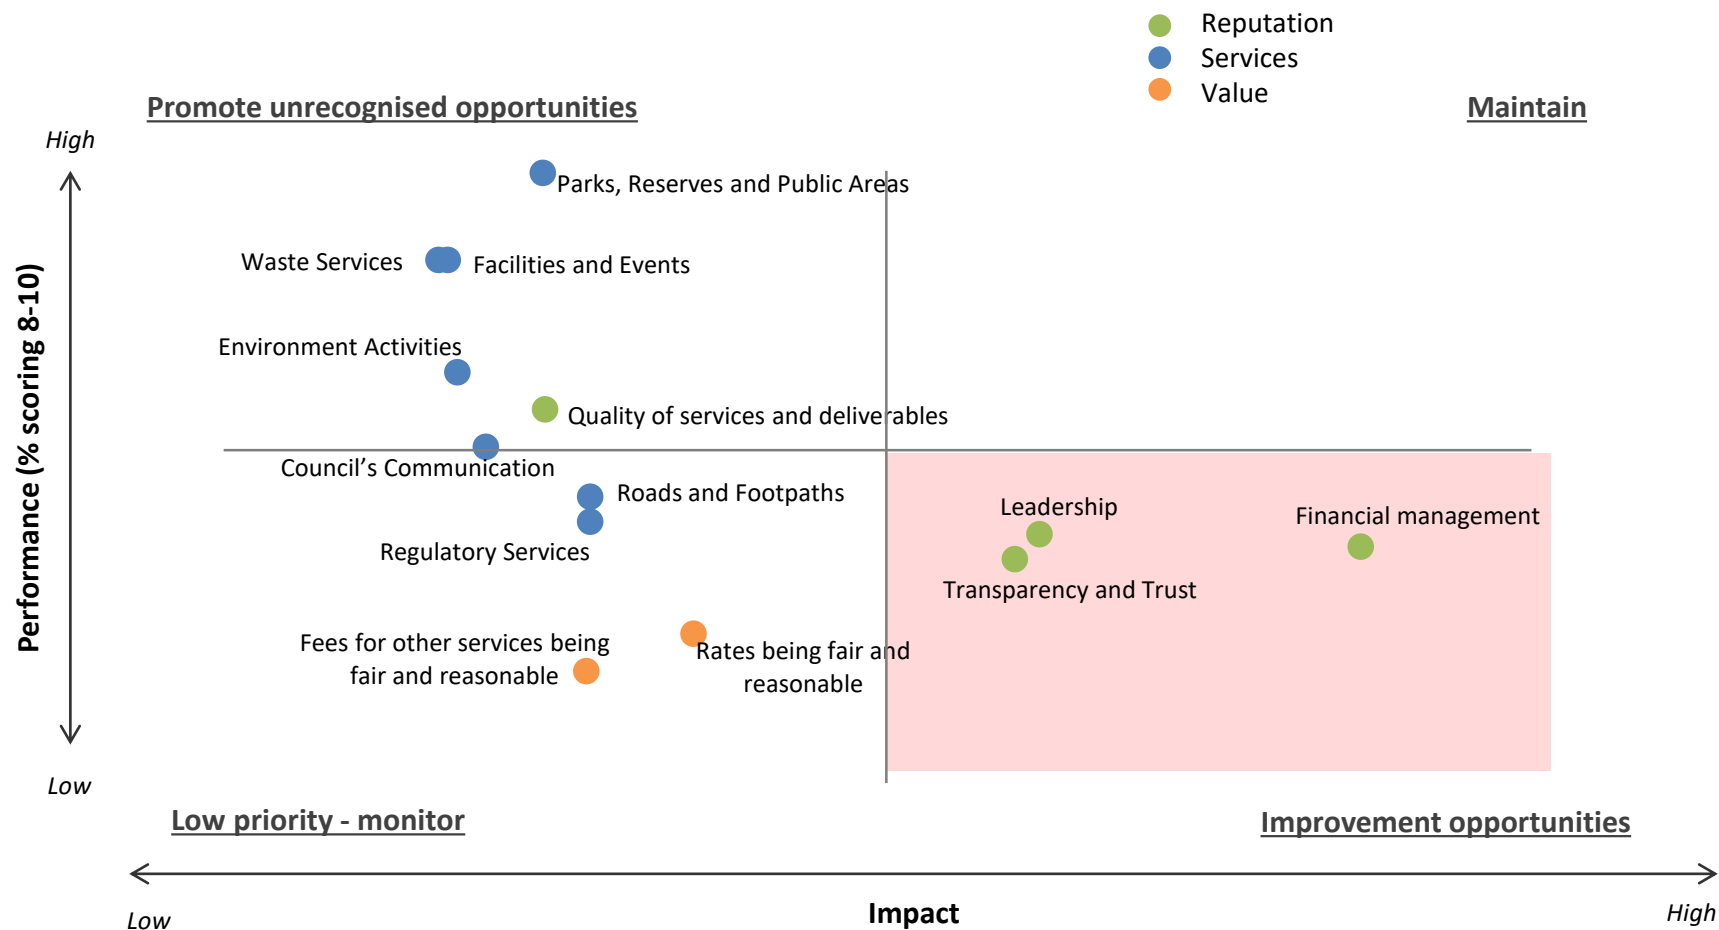 Reputation
Services
Value
Promote unrecognised opportunities
Maintain
High
Parks, Reserves and Public Areas
Waste Services
Facilities and Events
Environment Activities
Quality of services and deliverables
Council’s Communication
Roads and Footpaths
Regulatory Services
Leadership
Financial management
Transparency and Trust
Fees for other services being
fair and reasonable
Rates being fair and
reasonable
Performance (% scoring 8-10)
Low
Low priority - monitor
Improvement opportunities
Low
Impact
High